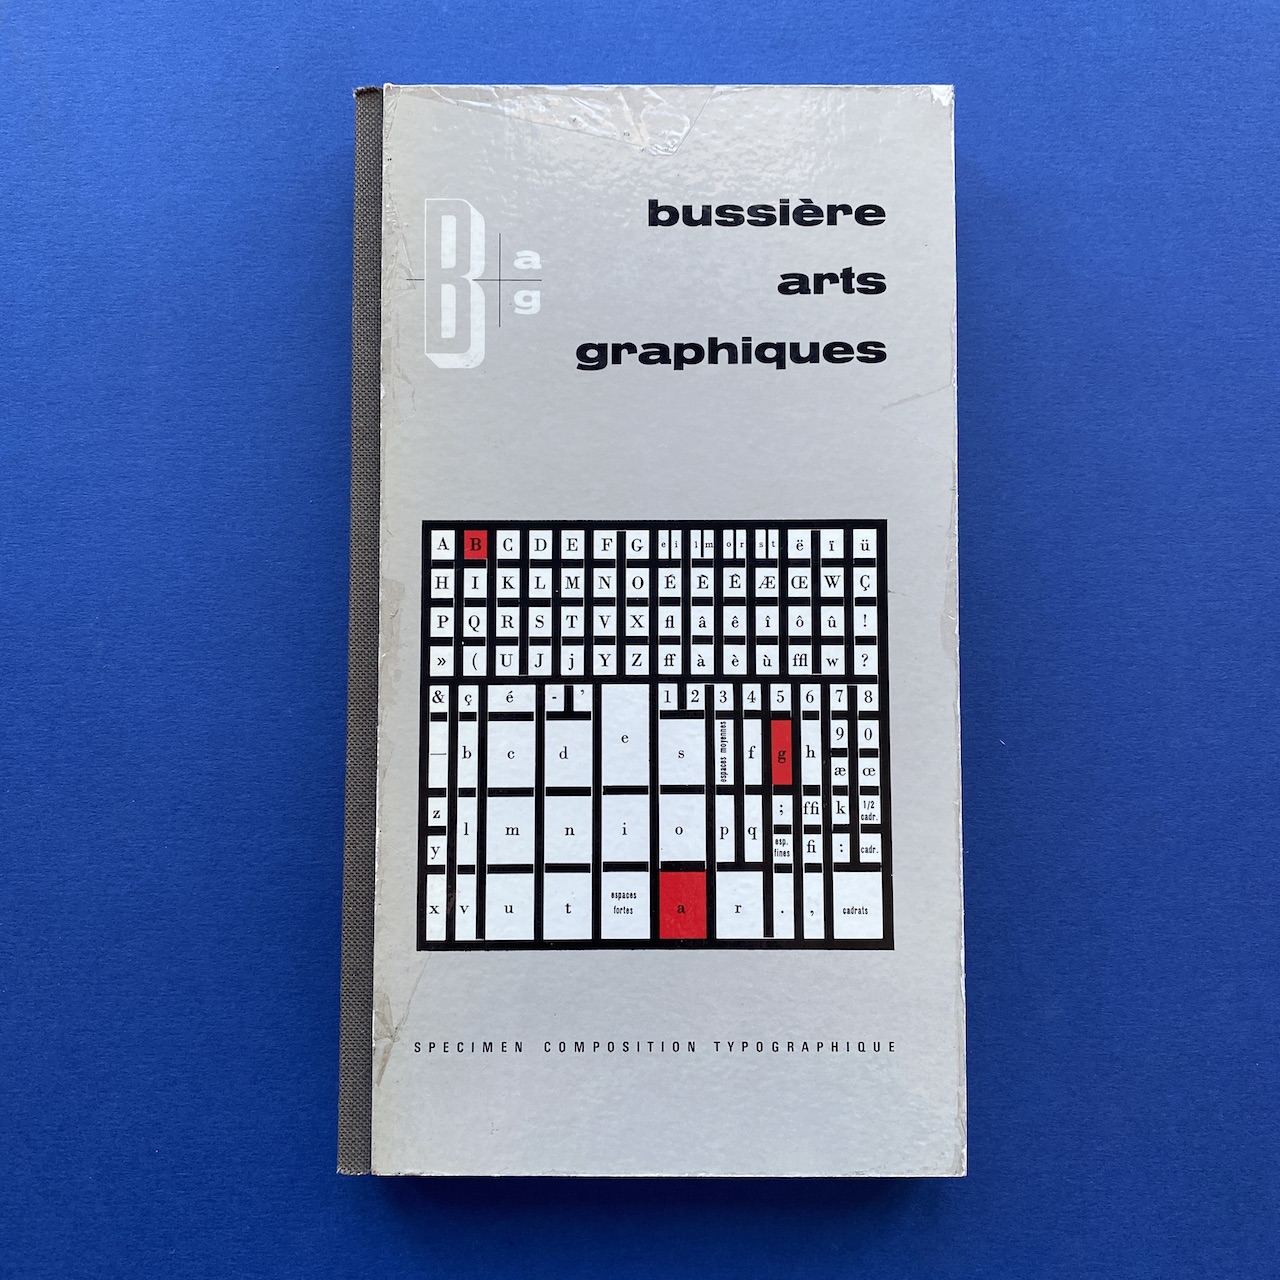 B a
g
bussière
arts
graphiques
A B C D E F G e i l m o r s t ë ï ü
H I K L M N O É È Ê Æ Œ W Ç
P Q R S T V X fl â ê î ô û !
» ( U J j Y Z ff à è ù ffl w ?
& ç é - ’ 1 2 3 4 5 6 7 8
— b c d e s espaces moyennes f g h 9 0
æ œ
z l m n i o p q ; ffi k 1/2 cadr.
y esp. fines fi : cadr.
x v u t espaces fortes a r . , cadrats
SPECIMEN COMPOSITION TYPOGRAPHIQUE